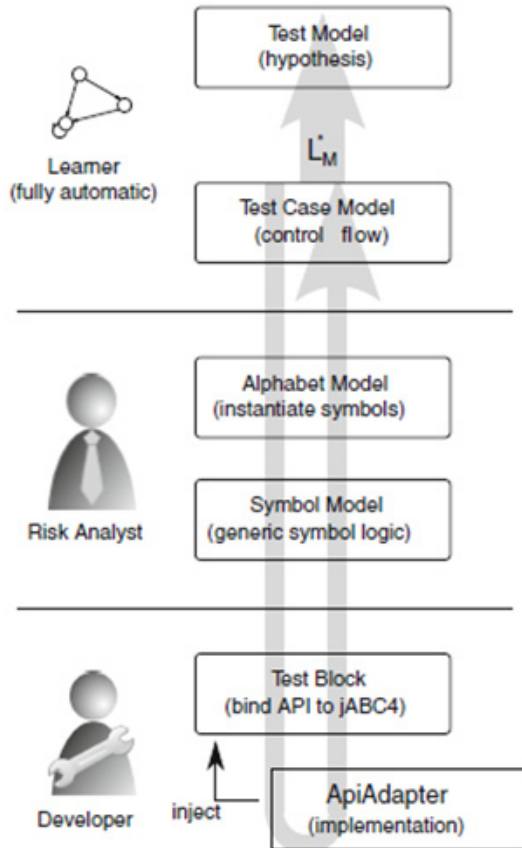 Test Model
(hypothesis)
L*M
Learner
(fully automatic)
Test Case Model
(control flow)
Alphabet Model
(instantiate symbols)
Symbol Model
(generic symbol logic)
Risk Analyst
Test Block
(bind API to jABC4)
ApiAdapter
(implementation)
inject
Developer